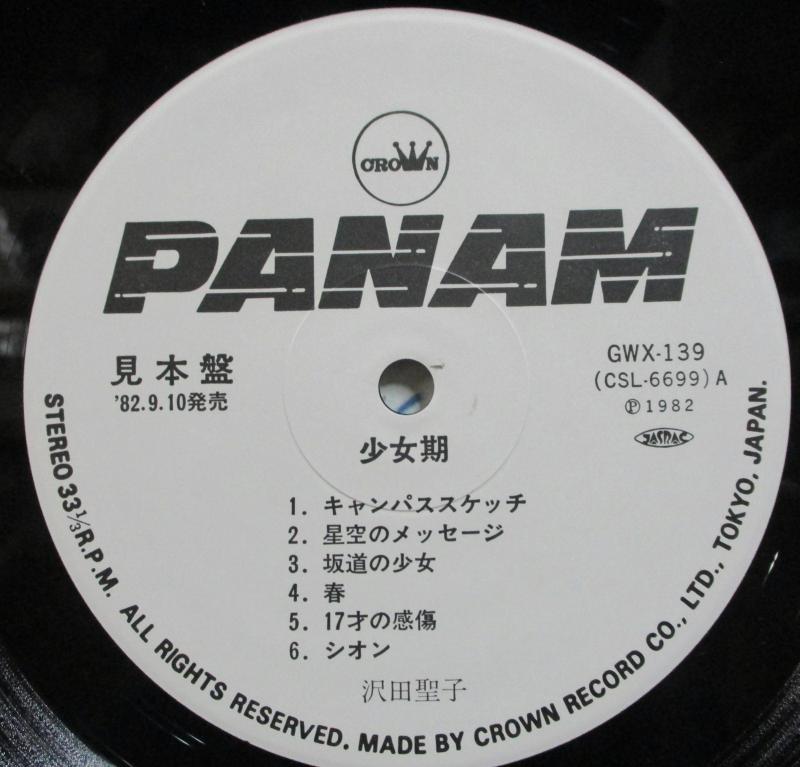 CROWN
PANAM
見本盤
'82.9.10発売
GWX-139
(CSL-6699) A
Ⓟ1982
JASRAC
少女期
1. キャンパススケッチ
2. 星空のメッセージ
3. 坂道の少女
4. 春
5. 17才の感傷
6. シオン
沢田聖子
STEREO 33⅓R.P.M. ALL RIGHTS RESERVED. MADE BY CROWN RECORD CO., LTD., TOKYO, JAPAN.